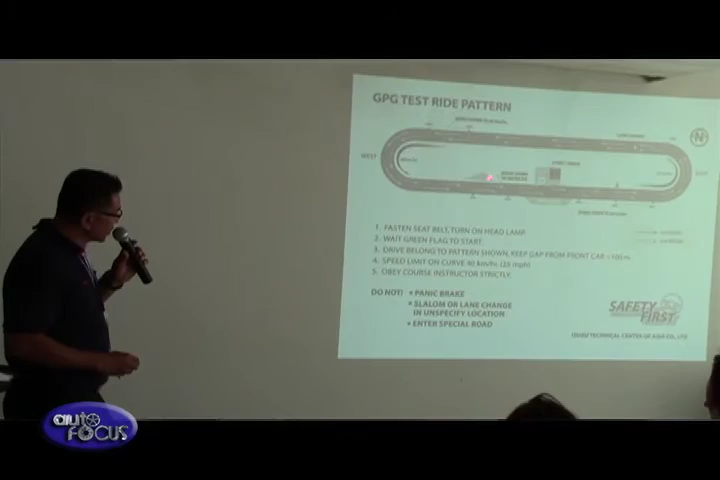 GPG TEST RIDE PATTERN
WEST
N
1. FASTEN SEAT BELT, TURN ON HEAD LAMP.
2. WAIT GREEN FLAG TO START.
3. DRIVE BELONG TO PATTERN SHOWN, KEEP GAP FROM FRONT CAR >100 m.
4. SPEED LIMIT ON CURVE 40 km/hr. (25 mph)
5. OBEY COURSE INSTRUCTOR STRICTLY.
DO NOT! * PANIC BRAKE
* SLALOM OR LANE CHANGE
IN UNSPECIFY LOCATION
* ENTER SPECIAL ROAD
SAFETY
FIRST
ISUZU TECHNICAL CENTER OF ASIA CO., LTD
auto
FOCUS